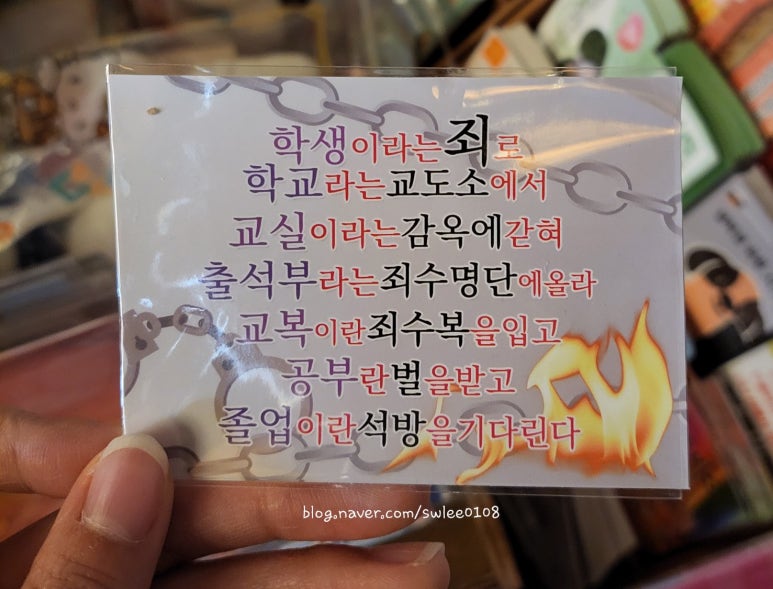 학생이라는죄로
학교라는교도소에서
교실이라는감옥에갇혀
출석부라는죄수명단에올라
교복이란죄수복을입고
공부란벌을받고
졸업이란석방을기다린다
blog.naver.com/swlee0108